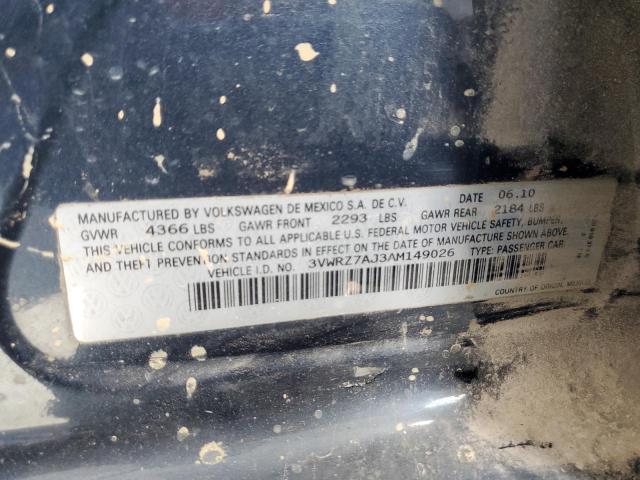 MANUFACTURED BY VOLKSWAGEN DE MEXICO S.A. DE C.V. DATE 06.10
GVWR 4366 LBS GAWR FRONT 2293 LBS GAWR REAR 2184 LBS
THIS VEHICLE CONFORMS TO ALL APPLICABLE U.S. FEDERAL MOTOR VEHICLE SAFETY, BUMPER,
AND THEFT PREVENTION STANDARDS IN EFFECT ON THE DATE OF MANUFACTURE SHOWN ABOVE.
VEHICLE I.D. NO. 3VWRZ7AJ3AM149026 TYPE: PASSENGER CAR
COUNTRY OF ORIGIN, MEXICO